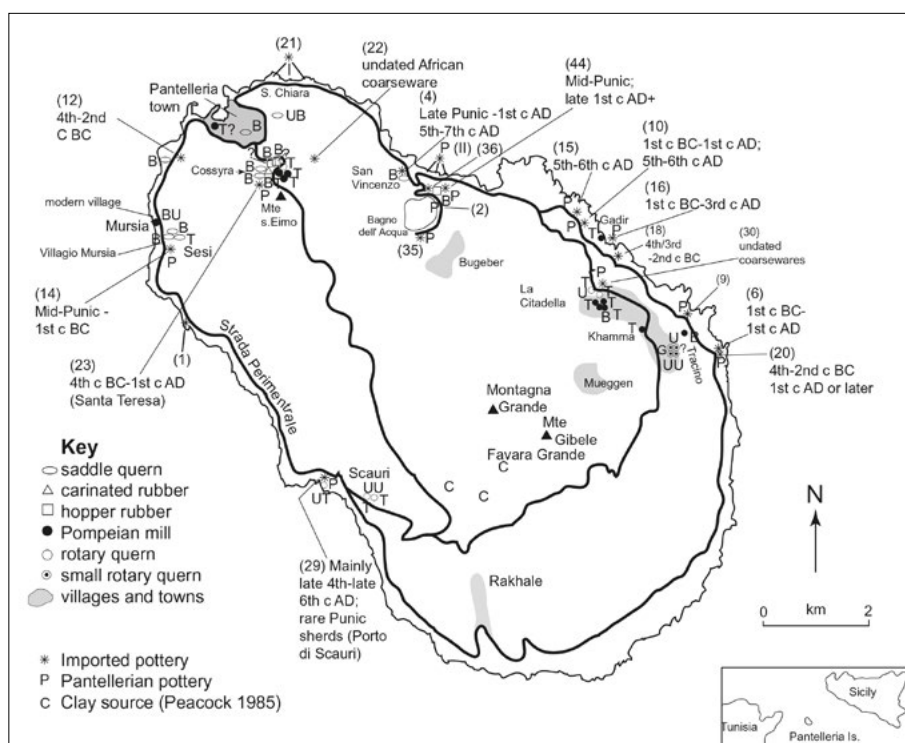 (21)
(22)
undated African
coarseware
(44)
Mid-Punic;
late 1st c AD+
S. Chiara
Pantelleria
town
T?
B
UB
(12)
4th-2nd
C BC
(4)
Late Punic -1st c AD
5th-7th c AD
P
(II)
(36)
(10)
1st c BC-1st c AD;
5th-6th c AD
(15)
5th-6th c AD
(16)
1st c BC-3rd c AD
B
Cossyra
San
Vincenzo
B
P
B
P
B
(2)
Bagno
dell' Acqua
(35)
P
Bugeber
P
T
Gadir
P
(18)
4th/3rd
-2nd c BC
(30)
undated
coarsewares
modern village
Mursia
BU
Villagio Mursia
B
B
T
Sesi
P
Mte
s.Elmo
P
(14)
Mid-Punic -
1st c BC
(1)
(23)
4th c BC-1st c AD
(Santa Teresa)
Strada Perimentrale
La
Citadella
T
P
U
T
T
T
B
T
Khamma
T
P
(9)
(6)
1st c BC-
1st c AD
U
B
G
?
UU
Tracino
P
(20)
4th-2nd c BC
1st c AD or later
Mueggen
Montagna
Grande
Mte
Gibele
Favara Grande
C
C
C
Key
saddle quern
carinated rubber
hopper rubber
Pompeian mill
rotary quern
small rotary quern
villages and towns
Imported pottery
P Pantellerian pottery
C Clay source (Peacock 1985)
Scauri
P
UU
UT
T
T
(29) Mainly
late 4th-late
6th c AD;
rare Punic
sherds (Porto
di Scauri)
Rakhale
N
0 km 2
Sicily
Tunisia
Pantelleria Is.